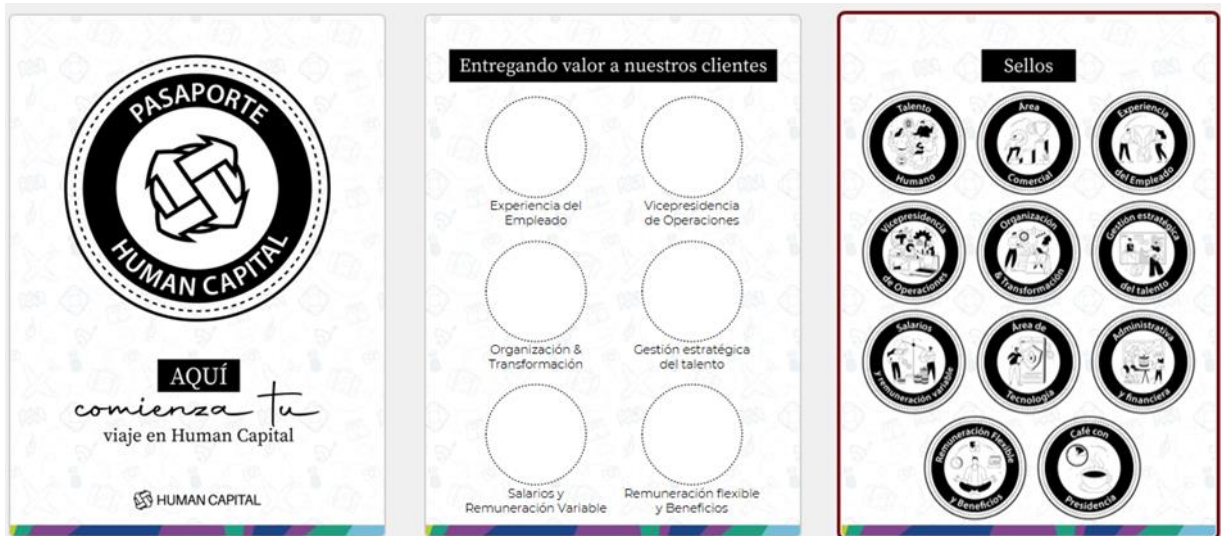 PASAPORTE
HUMAN CAPITAL
AQUÍ
comienza tu
viaje en Human Capital
HUMAN CAPITAL
Entregando valor a nuestros clientes
Experiencia del
Empleado
Vicepresidencia
de Operaciones
Organización &
Transformación
Gestión estratégica
del talento
Salarios y
Remuneración Variable
Remuneración flexible
y Beneficios
Sellos
Talento
Humano
Área
Comercial
Experiencia
del Empleado
Vicepresidencia
de Operaciones
Organización
& Transformación
Gestión estratégica
del talento
Salarios
y remuneración variable
Área de
Tecnología
Administrativa
y financiera
Remuneración Flexible
y Beneficios
Café con
Presidencia